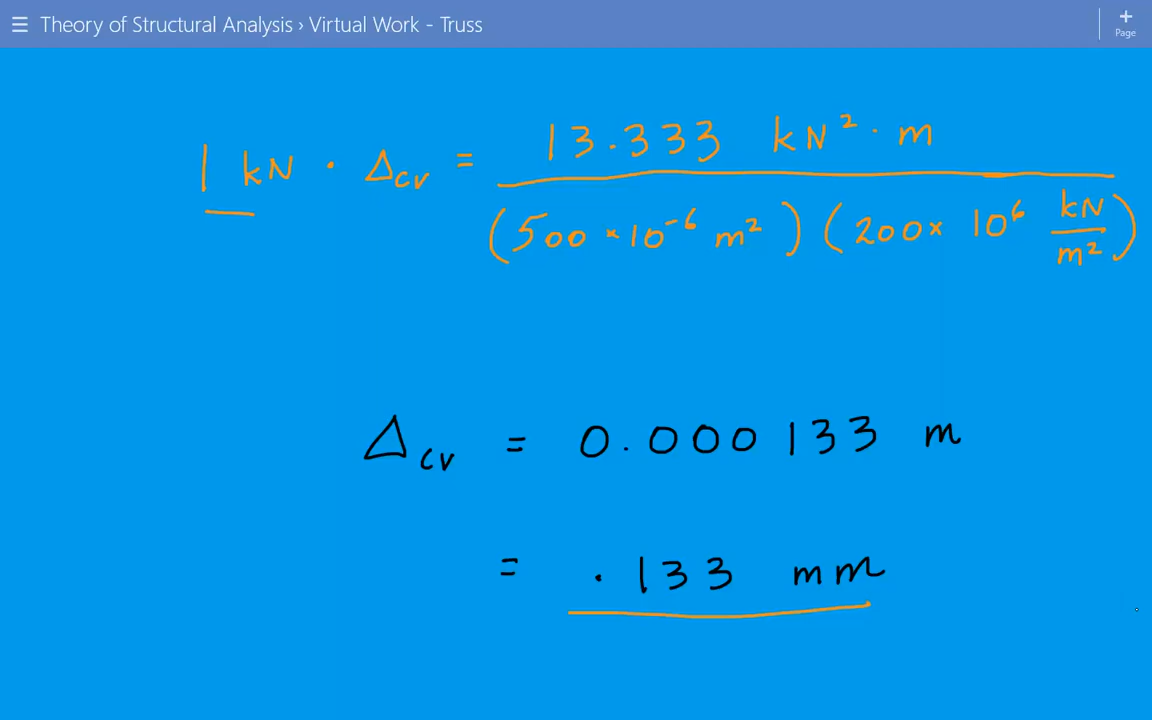 Theory of Structural Analysis › Virtual Work - Truss
+
Page
1 kN · Δcv = 13.333 kN² · m
(500 × 10⁻⁶ m²) (200 × 10⁶ kN/m²)
Δcv = 0.000133 m
= .133 mm